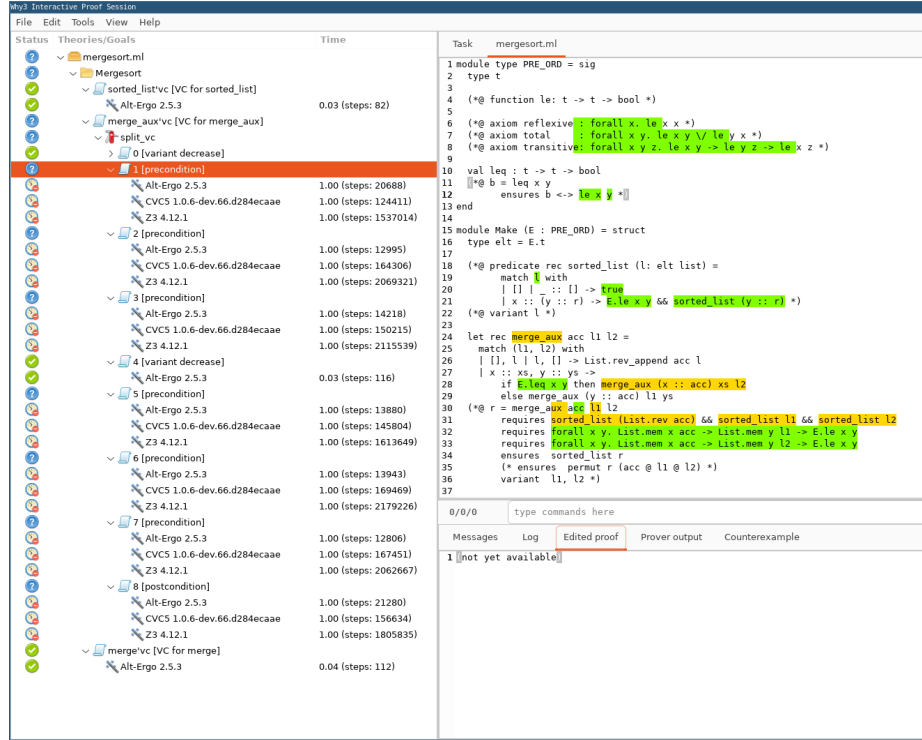 Why3 Interactive Proof Session
File Edit Tools View Help
Status Theories/Goals Time
mergesort.ml
Mergesort
sorted_list'vc [VC for sorted_list]
Alt-Ergo 2.5.3 0.03 (steps: 82)
merge_aux'vc [VC for merge_aux]
split_vc
0 [variant decrease]
1 [precondition]
Alt-Ergo 2.5.3 1.00 (steps: 20688)
CVC5 1.0.6-dev.66.d284ecaae 1.00 (steps: 124411)
Z3 4.12.1 1.00 (steps: 1537014)
2 [precondition]
Alt-Ergo 2.5.3 1.00 (steps: 12995)
CVC5 1.0.6-dev.66.d284ecaae 1.00 (steps: 164306)
Z3 4.12.1 1.00 (steps: 2069321)
3 [precondition]
Alt-Ergo 2.5.3 1.00 (steps: 14218)
CVC5 1.0.6-dev.66.d284ecaae 1.00 (steps: 150215)
Z3 4.12.1 1.00 (steps: 2115539)
4 [variant decrease]
Alt-Ergo 2.5.3 0.03 (steps: 116)
5 [precondition]
Alt-Ergo 2.5.3 1.00 (steps: 13880)
CVC5 1.0.6-dev.66.d284ecaae 1.00 (steps: 145804)
Z3 4.12.1 1.00 (steps: 1613649)
6 [precondition]
Alt-Ergo 2.5.3 1.00 (steps: 13943)
CVC5 1.0.6-dev.66.d284ecaae 1.00 (steps: 169469)
Z3 4.12.1 1.00 (steps: 2179226)
7 [precondition]
Alt-Ergo 2.5.3 1.00 (steps: 12806)
CVC5 1.0.6-dev.66.d284ecaae 1.00 (steps: 167451)
Z3 4.12.1 1.00 (steps: 2062667)
8 [postcondition]
Alt-Ergo 2.5.3 1.00 (steps: 21280)
CVC5 1.0.6-dev.66.d284ecaae 1.00 (steps: 156634)
Z3 4.12.1 1.00 (steps: 1805835)
merge'vc [VC for merge]
Alt-Ergo 2.5.3 0.04 (steps: 112)
Task mergesort.ml
1 module type PRE_ORD = sig
2 type t
3
4 (*@ function le: t -> t -> bool *)
5
6 (*@ axiom reflexive : forall x. le x x *)
7 (*@ axiom total : forall x y. le x y \/ le y x *)
8 (*@ axiom transitive: forall x y z. le x y -> le y z -> le x z *)
9
10 val leq : t -> t -> bool
11 (*@ b = leq x y
12 ensures b <-> le x y *)
13 end
14
15 module Make (E : PRE_ORD) = struct
16 type elt = E.t
17
18 (*@ predicate rec sorted_list (l: elt list) =
19 match l with
20 | [] | _ :: [] -> true
21 | x :: (y :: r) -> E.le x y && sorted_list (y :: r) *)
22 (*@ variant l *)
23
24 let rec merge_aux acc l1 l2 =
25 match (l1, l2) with
26 | [], l | l, [] -> List.rev_append acc l
27 | x :: xs, y :: ys ->
28 if E.leq x y then merge_aux (x :: acc) xs l2
29 else merge_aux (y :: acc) l1 ys
30 (*@ r = merge_aux acc l1 l2
31 requires sorted_list (List.rev acc) && sorted_list l1 && sorted_list l2
32 requires forall x y. List.mem x acc -> List.mem y l1 -> E.le x y
33 requires forall x y. List.mem x acc -> List.mem y l2 -> E.le x y
34 ensures sorted_list r
35 (* ensures permut r (acc @ l1 @ l2) *)
36 variant l1, l2 *)
37
0/0/0 type commands here
Messages Log Edited proof Prover output Counterexample
1 (not yet available)